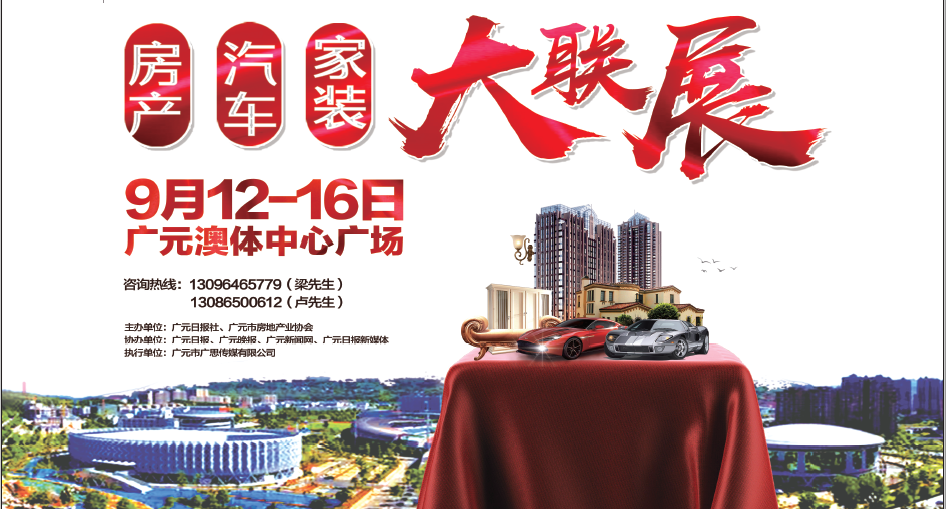 房产 汽车 家装 大联展
9月12-16日
广元澳体中心广场
咨询热线：13096465779（梁先生）
13086500612（卢先生）
主办单位：广元日报社、广元市房地产业协会
协办单位：广元日报、广元晚报、广元新闻网、广元日报新媒体
执行单位：广元市广思传媒有限公司